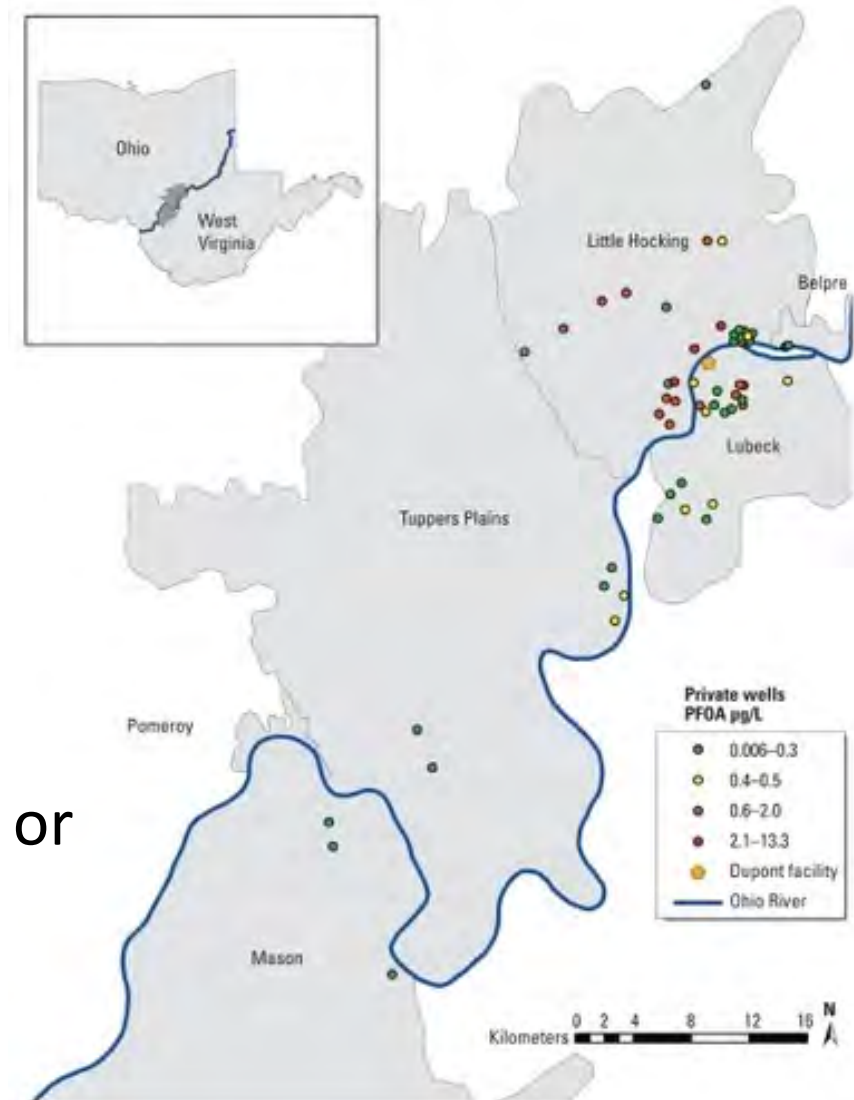 Ohio
West
Virginia
Little Hocking
Belpre
Lubeck
Tuppers Plains
Pomeroy
Private wells
PFOA pg/L
0.006–0.3
0.4–0.5
0.6–2.0
2.1–13.3
Dupont facility
Ohio River
or
Mason
N
0 2 4 8 12 16
Kilometers